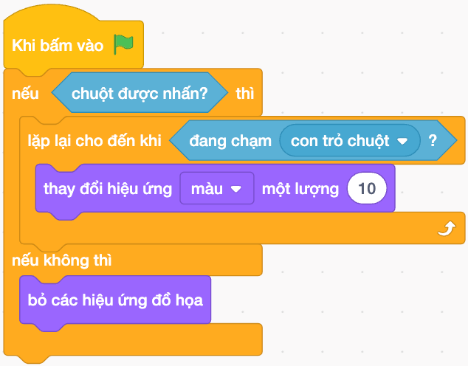 Khi bấm vào
nếu chuột được nhấn? thì
lặp lại cho đến khi đang chạm con trỏ chuột ?
thay đổi hiệu ứng màu một lượng 10
nếu không thì
bỏ các hiệu ứng đồ họa